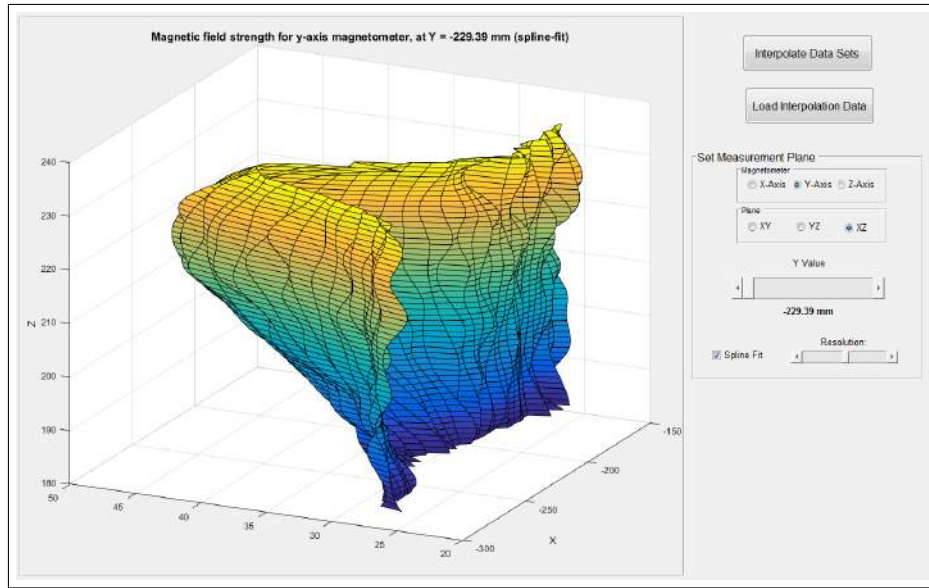 Magnetic field strength for y-axis magnetometer, at Y = -229.39 mm (spline-fit)
Interpolate Data Sets
Load Interpolation Data
Set Measurement Plane
Magnetometer
X-Axis Y-Axis Z-Axis
Plane
XY YZ XZ
Y Value
-229.39 mm
Spline Fit
Resolution:
240
230
220
210
200
190
180
Z
50
45
40
35
30
25
20
-150
-200
-250
-300
X